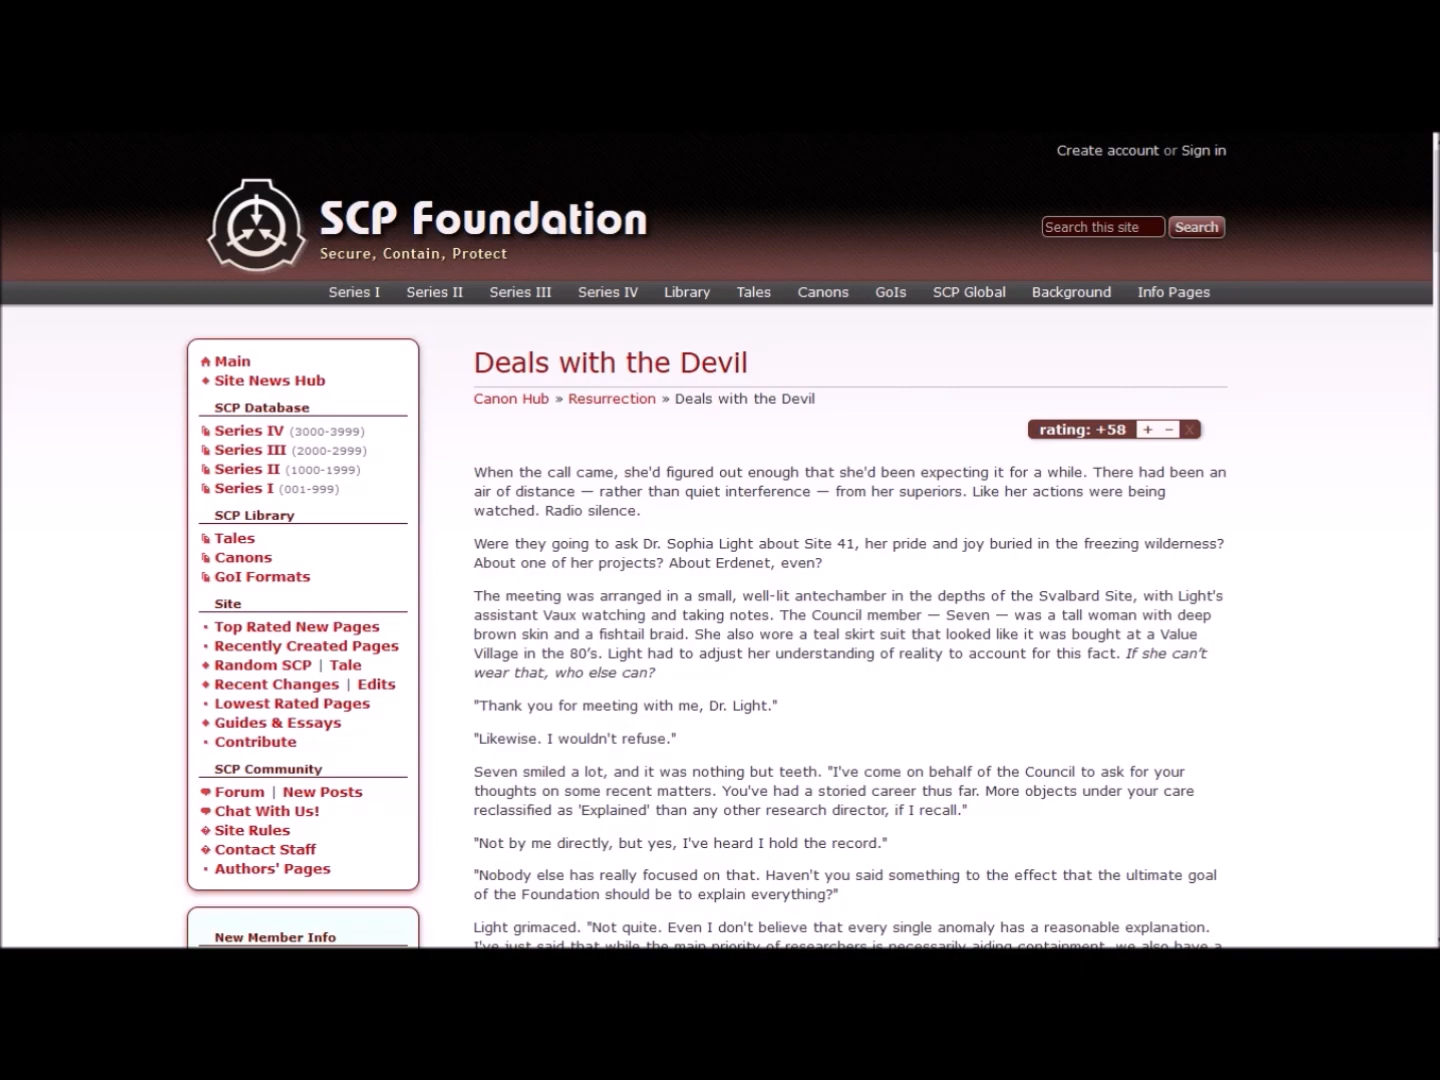 Create account or Sign in
SCP Foundation
Secure, Contain, Protect
Search this site
Search
Series I
Series II
Series III
Series IV
Library
Tales
Canons
GoIs
SCP Global
Background
Info Pages
Main
Site News Hub
SCP Database
Series IV (3000-3999)
Series III (2000-2999)
Series II (1000-1999)
Series I (001-999)
SCP Library
Tales
Canons
GoI Formats
Site
Top Rated New Pages
Recently Created Pages
Random SCP | Tale
Recent Changes | Edits
Lowest Rated Pages
Guides & Essays
Contribute
SCP Community
Forum | New Posts
Chat With Us!
Site Rules
Contact Staff
Authors' Pages
New Member Info
Deals with the Devil
Canon Hub » Resurrection » Deals with the Devil
rating: +58 + – X
When the call came, she'd figured out enough that she'd been expecting it for a while. There had been an
air of distance — rather than quiet interference — from her superiors. Like her actions were being
watched. Radio silence.
Were they going to ask Dr. Sophia Light about Site 41, her pride and joy buried in the freezing wilderness?
About one of her projects? About Erdenet, even?
The meeting was arranged in a small, well-lit antechamber in the depths of the Svalbard Site, with Light's
assistant Vaux watching and taking notes. The Council member — Seven — was a tall woman with deep
brown skin and a fishtail braid. She also wore a teal skirt suit that looked like it was bought at a Value
Village in the 80's. Light had to adjust her understanding of reality to account for this fact. If she can't
wear that, who else can?
"Thank you for meeting with me, Dr. Light."
"Likewise. I wouldn't refuse."
Seven smiled a lot, and it was nothing but teeth. "I've come on behalf of the Council to ask for your
thoughts on some recent matters. You've had a storied career thus far. More objects under your care
reclassified as 'Explained' than any other research director, if I recall."
"Not by me directly, but yes, I've heard I hold the record."
"Nobody else has really focused on that. Haven't you said something to the effect that the ultimate goal
of the Foundation should be to explain everything?"
Light grimaced. "Not quite. Even I don't believe that every single anomaly has a reasonable explanation.
I've just said that while the main priority of researchers is necessarily aiding containment, we also have a